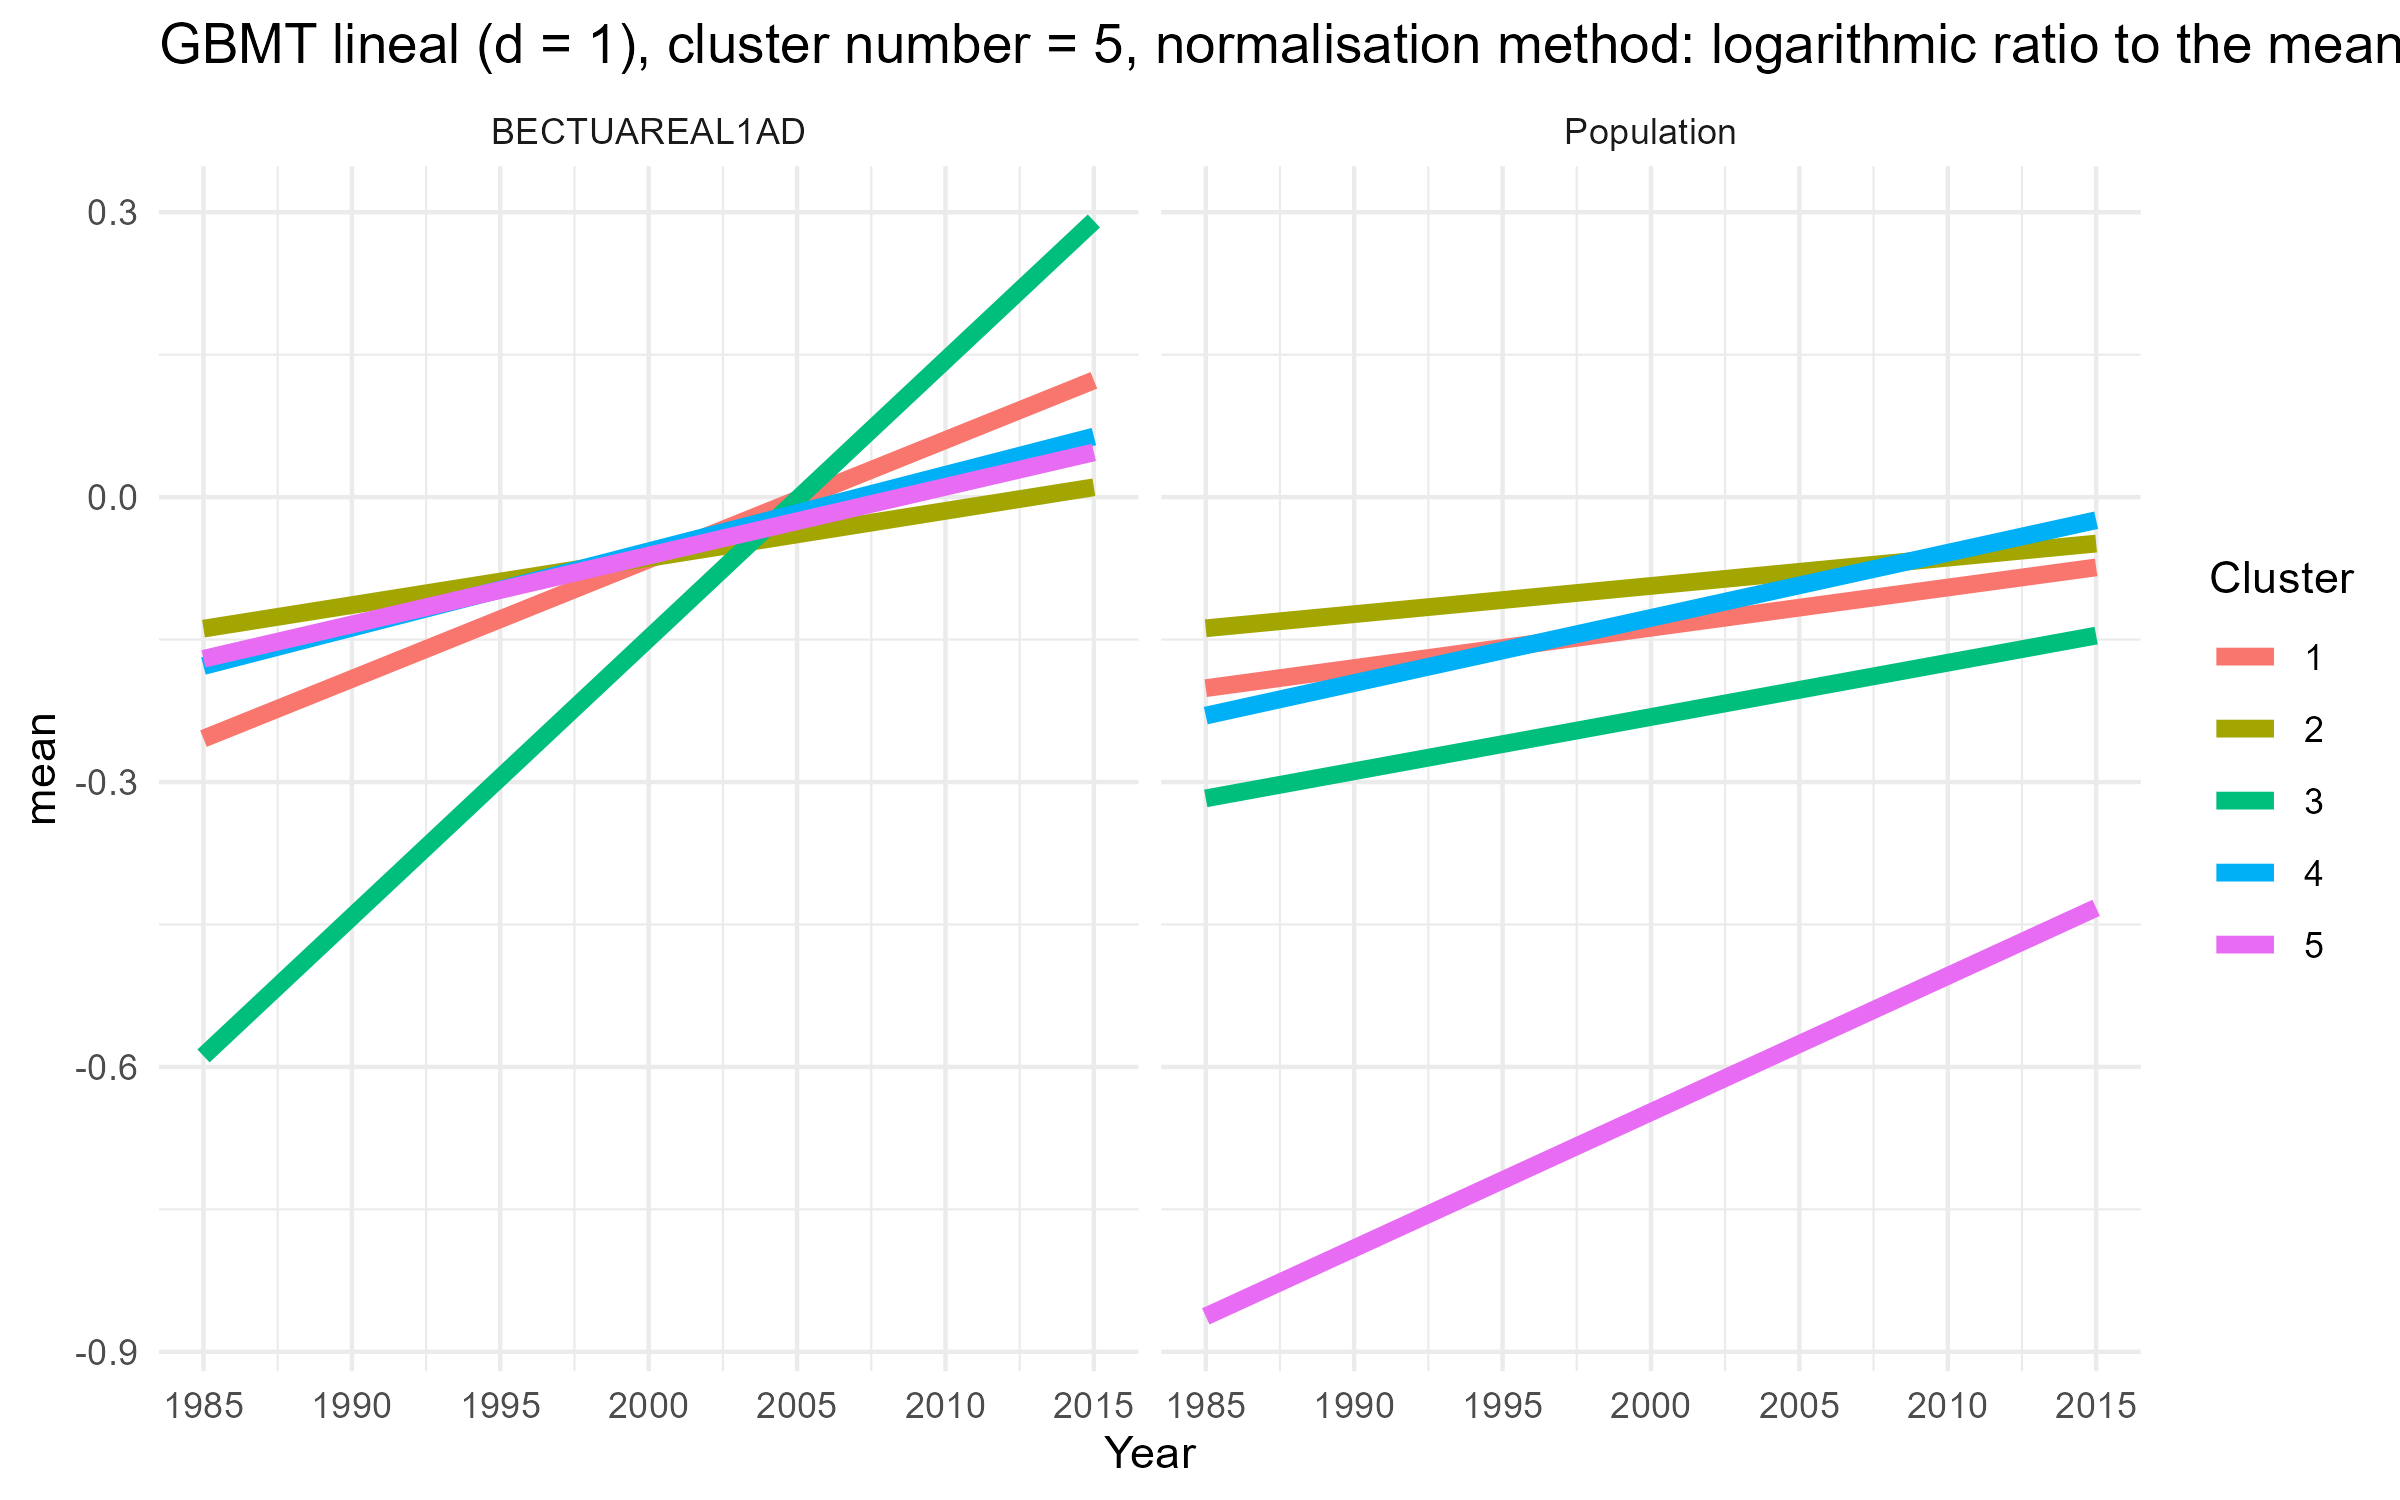 GBMT lineal (d = 1), cluster number = 5, normalisation method: logarithmic ratio to the mean
BECTUAREAL1AD
Population
0.3
0.0
-0.3
-0.6
-0.9
mean
1985 1990 1995 2000 2005 2010 2015
1985 1990 1995 2000 2005 2010 2015
Year
Cluster
1
2
3
4
5